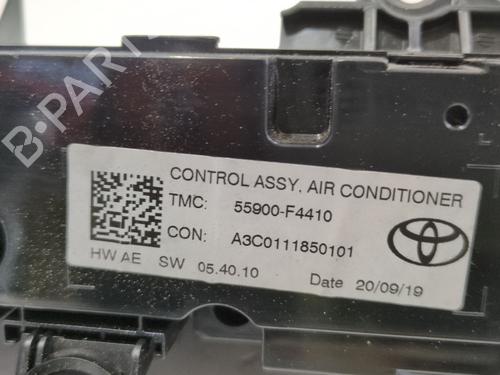 B-PARTS
CONTROL ASSY, AIR CONDITIONER
TMC: 55900-F4410
CON: A3C0111850101
HW AE SW 05.40.10 Date 20/09/19